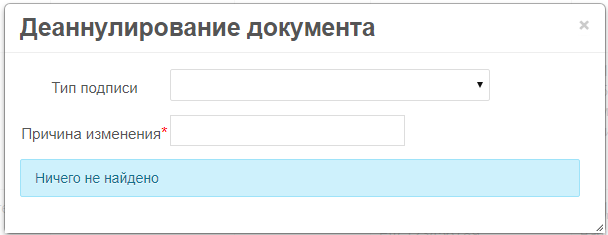 Деаннулирование документа
×
Тип подписи
Причина изменения*
Ничего не найдено